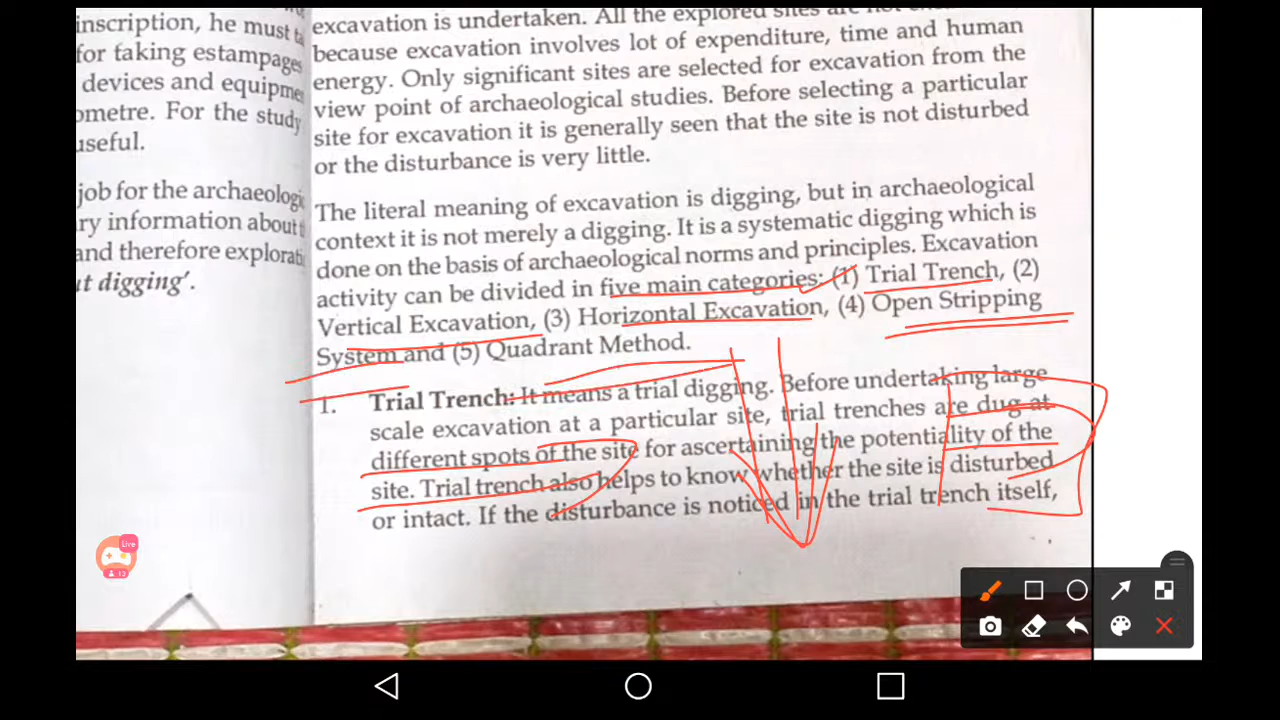 inscription, he must
for taking estampages
devices and
ometre. For the study
useful.
job for the
ry information about
and therefore
ut digging'.
excavation is undertaken. All the explored sites are not
because excavation involves lot of expenditure, time and human
energy. Only significant sites are selected for excavation from the
view point of archaeological studies. Before selecting a particular
site for excavation it is generally seen that the site is not disturbed
or the disturbance is very little.
The literal meaning of excavation is digging, but in archaeological
context it is not merely a digging. It is a systematic digging which is
done on the basis of archaeological norms and principles. Excavation
activity can be divided in five main categories: (1) Trial Trench, (2)
Vertical Excavation, (3) Horizontal Excavation, (4) Open Stripping
System and (5) Quadrant Method.
1. Trial Trench: It means a trial digging. Before undertaking large
scale excavation at a particular site, trial trenches are dug at
different spots of the site for ascertaining the potentiality of the
site. Trial trench also helps to know whether the site is disturbed
or intact. If the disturbance is noticed in the trial trench itself,
Live
13